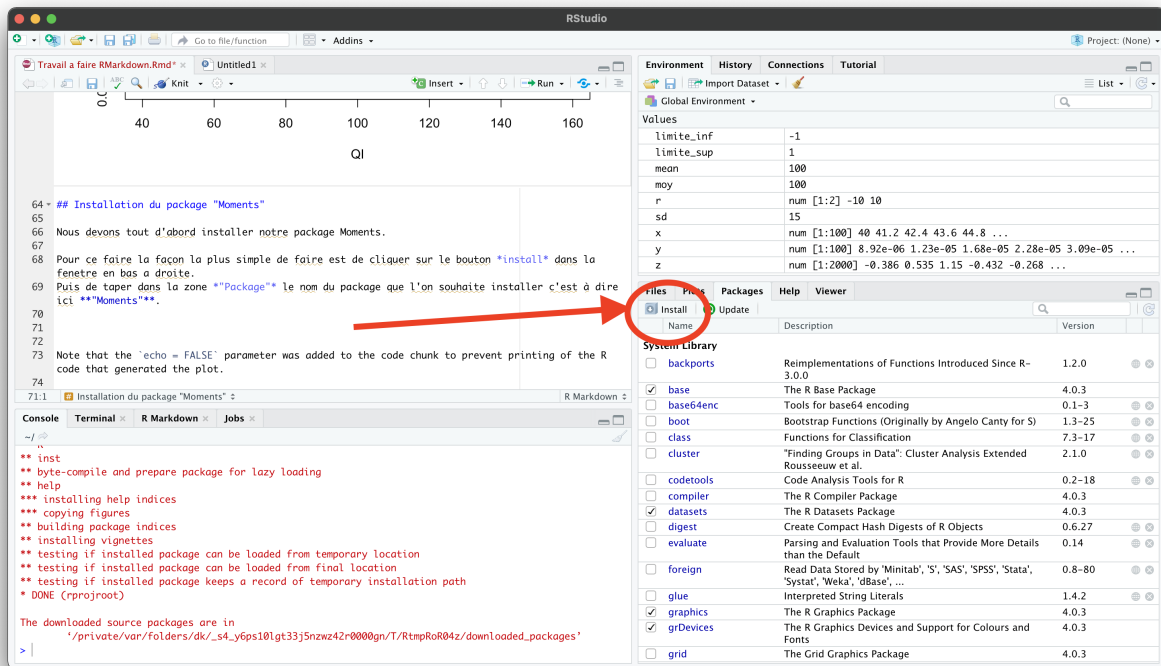 RStudio
Go to file/function
Addins
Project: (None)
Travail a faire RMarkdown.Rmd*
Untitled1
ABC
Knit
Insert
Run
40 60 80 100 120 140 160
QI
64 ## Installation du package "Moments"
65
66 Nous devons tout d'abord installer notre package Moments.
67
68 Pour ce faire la façon la plus simple de faire est de cliquer sur le bouton *install* dans la
fenetre en bas a droite.
69 Puis de taper dans la zone *"Package"* le nom du package que l'on souhaite installer c'est à dire
ici **"Moments"**.
70
71
72
73 Note that the `echo = FALSE` parameter was added to the code chunk to prevent printing of the R
code that generated the plot.
74
71:1 Installation du package "Moments" R Markdown
Console Terminal R Markdown Jobs
~/
** inst
** byte-compile and prepare package for lazy loading
** help
*** installing help indices
*** copying figures
** building package indices
** installing vignettes
** testing if installed package can be loaded from temporary location
** testing if installed package can be loaded from final location
** testing if installed package keeps a record of temporary installation path
* DONE (rprojroot)
The downloaded source packages are in
‘/private/var/folders/dk/_s4_y6ps10lgt33j5nzwz42r0000gn/T/RtmpRoR04z/downloaded_packages’
>
Environment History Connections Tutorial
Import Dataset
List
Global Environment
Values
limite_inf -1
limite_sup 1
mean 100
moy 100
r num [1:2] -10 10
sd 15
x num [1:100] 40 41.2 42.4 43.6 44.8 ...
y num [1:100] 8.92e-06 1.23e-05 1.68e-05 2.28e-05 3.09e-05 ...
z num [1:2000] -0.386 0.535 1.15 -0.432 -0.268 ...
Files Plots Packages Help Viewer
Install Update
Name Description Version
System Library
backports Reimplementations of Functions Introduced Since R-
3.0.0 1.2.0
base The R Base Package 4.0.3
base64enc Tools for base64 encoding 0.1-3
boot Bootstrap Functions (Originally by Angelo Canty for S) 1.3-25
class Functions for Classification 7.3-17
cluster "Finding Groups in Data": Cluster Analysis Extended
Rousseeuw et al. 2.1.0
codetools Code Analysis Tools for R 0.2-18
compiler The R Compiler Package 4.0.3
datasets The R Datasets Package 4.0.3
digest Create Compact Hash Digests of R Objects 0.6.27
evaluate Parsing and Evaluation Tools that Provide More Details
than the Default 0.14
foreign Read Data Stored by 'Minitab', 'S', 'SAS', 'SPSS', 'Stata',
'Systat', 'Weka', 'dBase', ... 0.8-80
glue Interpreted String Literals 1.4.2
graphics The R Graphics Package 4.0.3
grDevices The R Graphics Devices and Support for Colours and
Fonts 4.0.3
grid The Grid Graphics Package 4.0.3